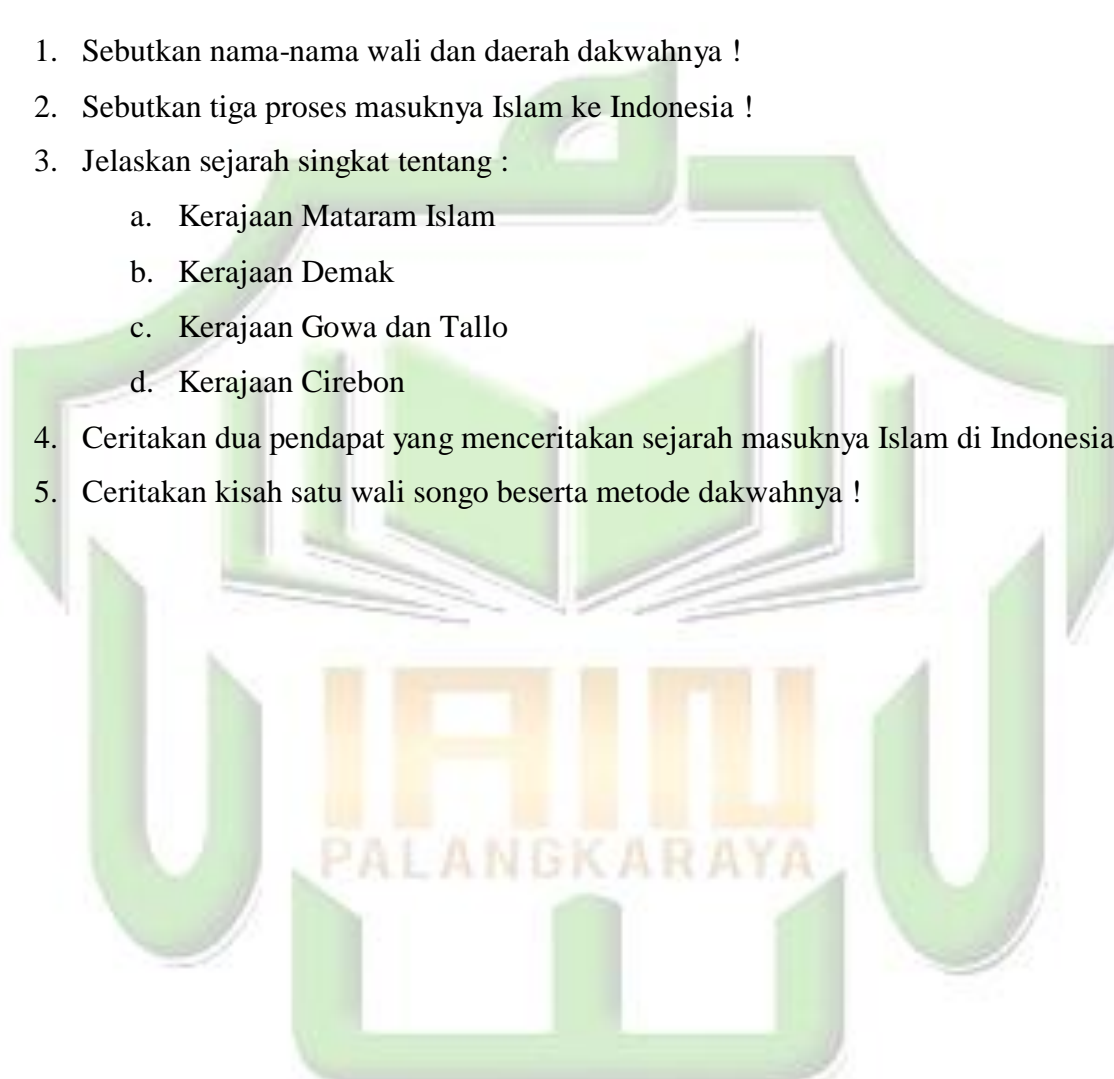 1. Sebutkan nama-nama wali dan daerah dakwahnya !
2. Sebutkan tiga proses masuknya Islam ke Indonesia !
3. Jelaskan sejarah singkat tentang :
a. Kerajaan Mataram Islam
b. Kerajaan Demak
c. Kerajaan Gowa dan Tallo
d. Kerajaan Cirebon
4. Ceritakan dua pendapat yang menceritakan sejarah masuknya Islam di Indonesia
5. Ceritakan kisah satu wali songo beserta metode dakwahnya !
IAIN
PALANGKARAYA